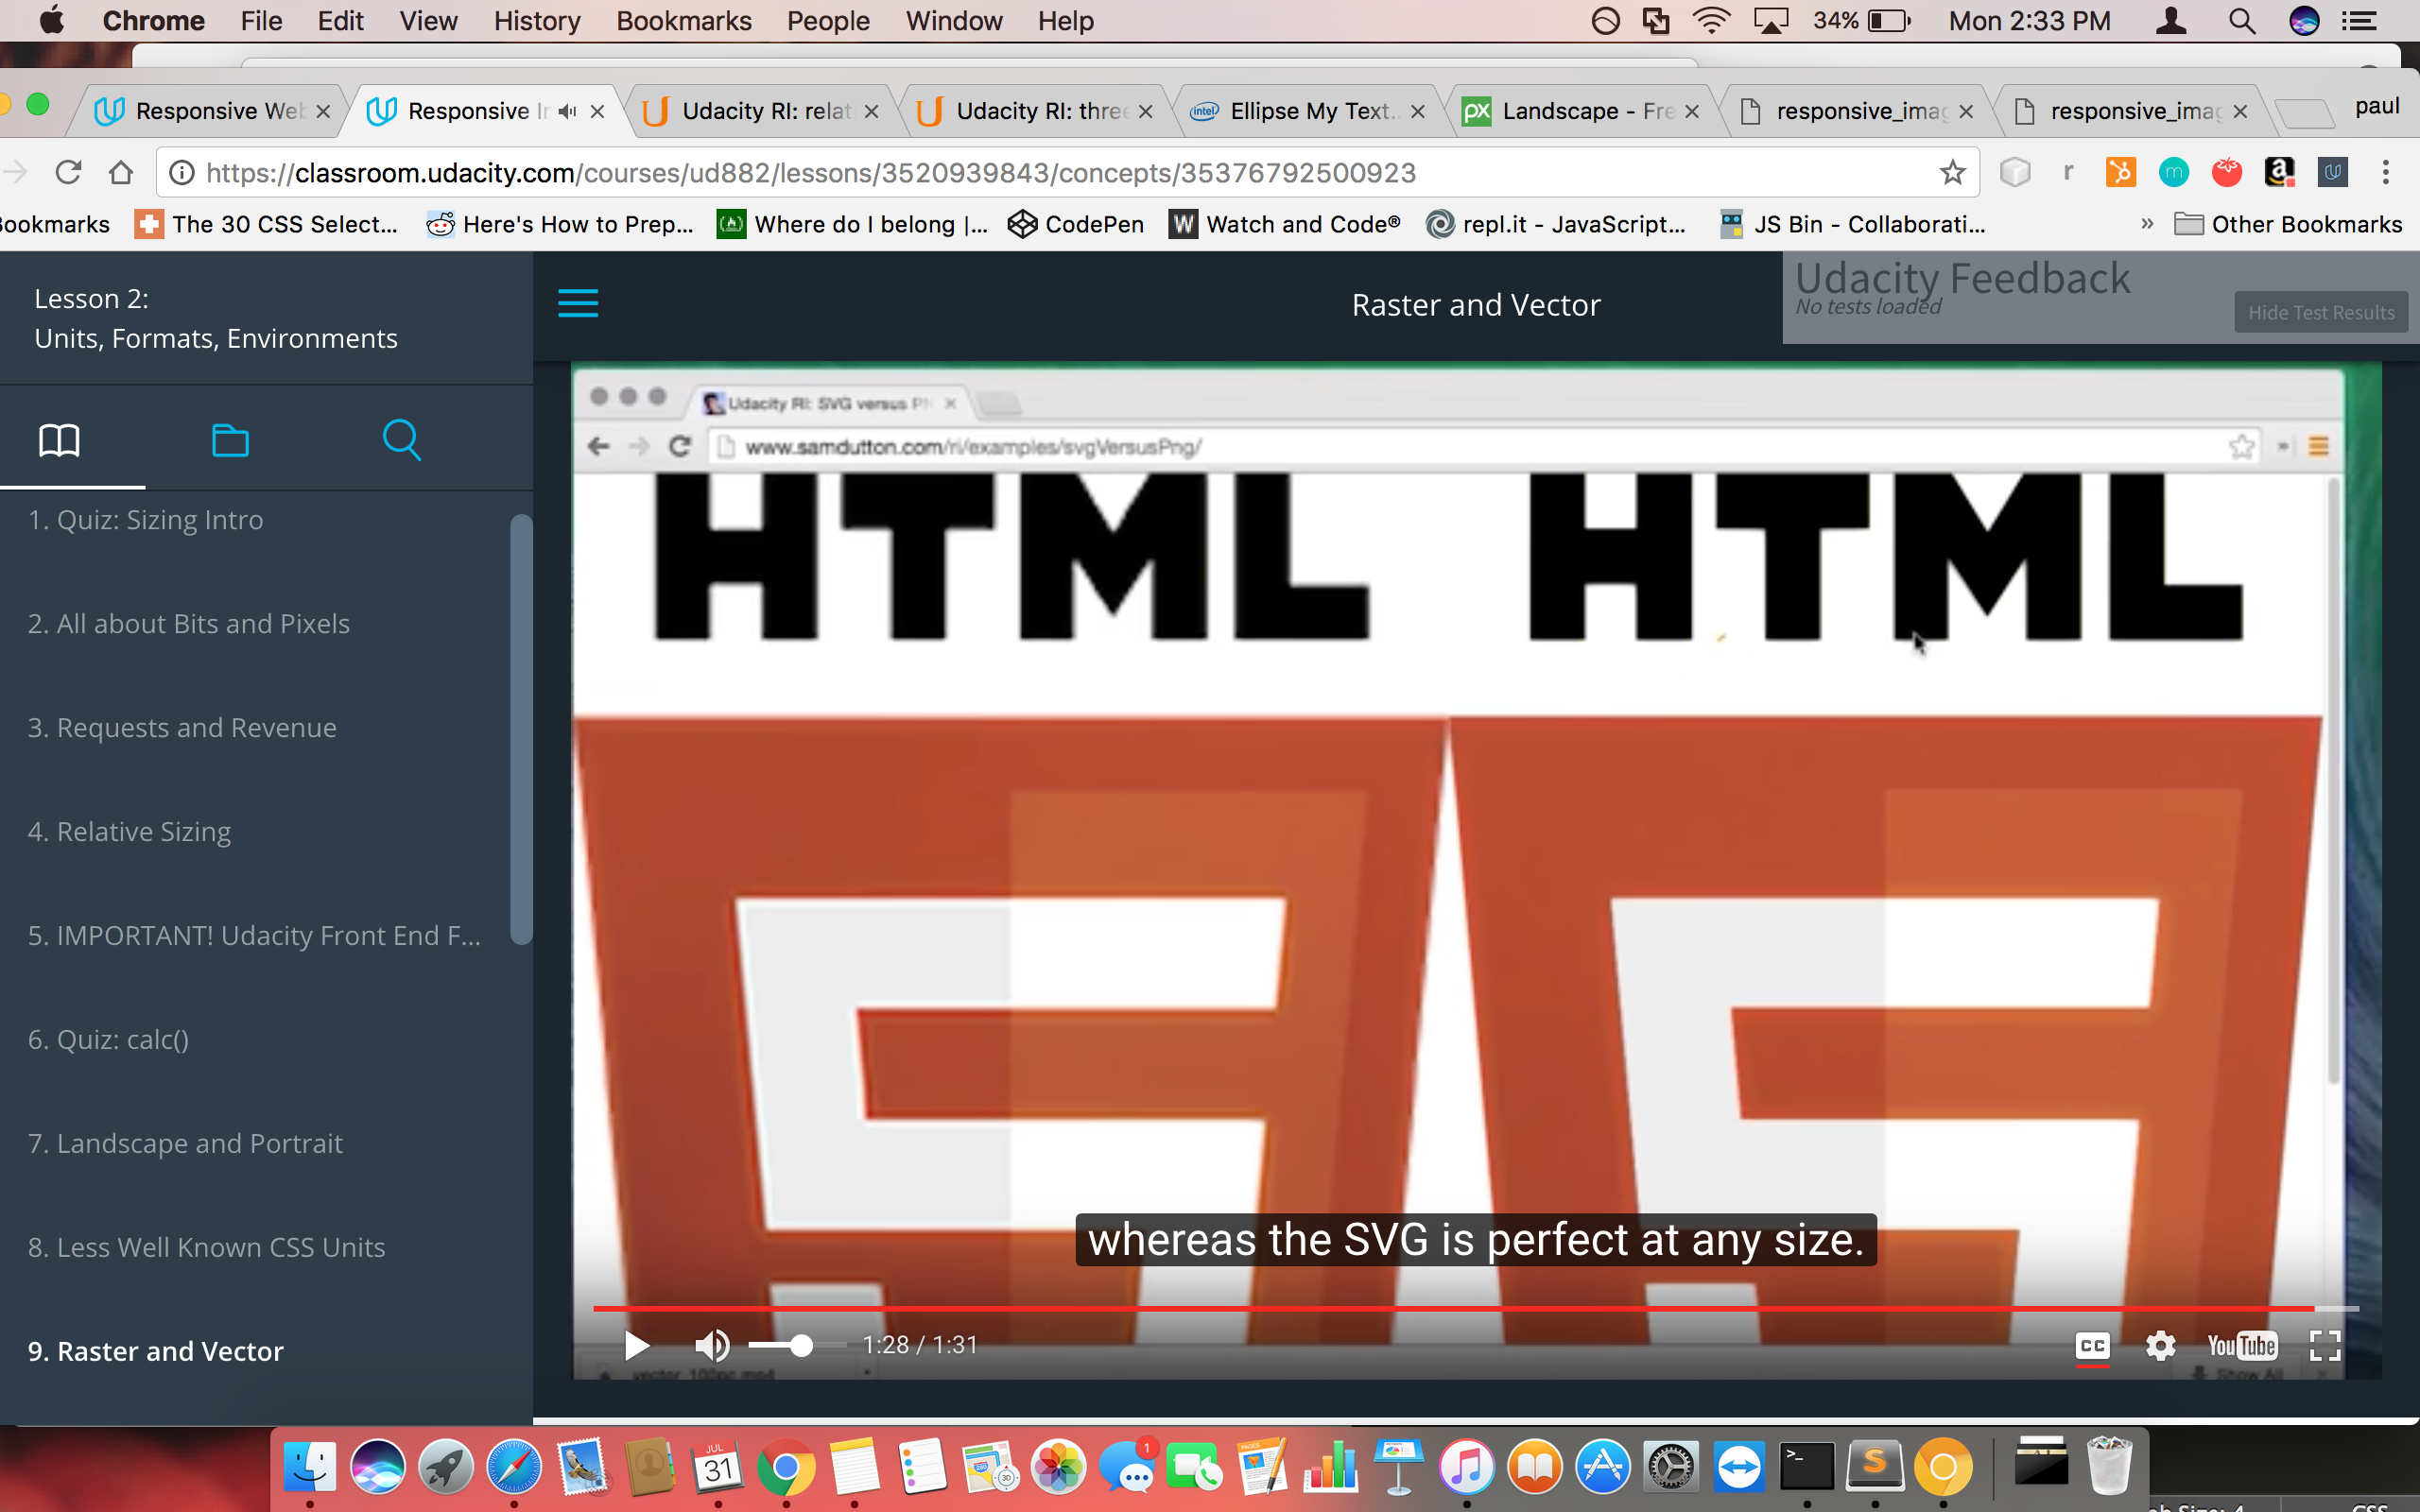 Chrome File Edit View History Bookmarks People Window Help 34% Mon 2:33 PM
Responsive We Responsive I Udacity RI: relat Udacity RI: thre Ellipse My Text. Landscape - Fre responsive_imag responsive_imag paul
https://classroom.udacity.com/courses/ud882/lessons/3520939843/concepts/35376792500923
ookmarks The 30 CSS Select... Here's How to Prep... Where do I belong |... CodePen Watch and Code® repl.it - JavaScript... JS Bin - Collaborati... » Other Bookmarks
Lesson 2:
Units, Formats, Environments
Raster and Vector
Udacity Feedback
No tests loaded
Hide Test Results
1. Quiz: Sizing Intro
2. All about Bits and Pixels
3. Requests and Revenue
4. Relative Sizing
5. IMPORTANT! Udacity Front End F...
6. Quiz: calc()
7. Landscape and Portrait
8. Less Well Known CSS Units
9. Raster and Vector
Udacity RI: SVG versus P
www.samdutton.com/ri/examples/svgVersusPng/
HTML HTML
whereas the SVG is perfect at any size.
1:28 / 1:31
CC YouTube
vector_100pc.mp4 Show All
JUL
31
1